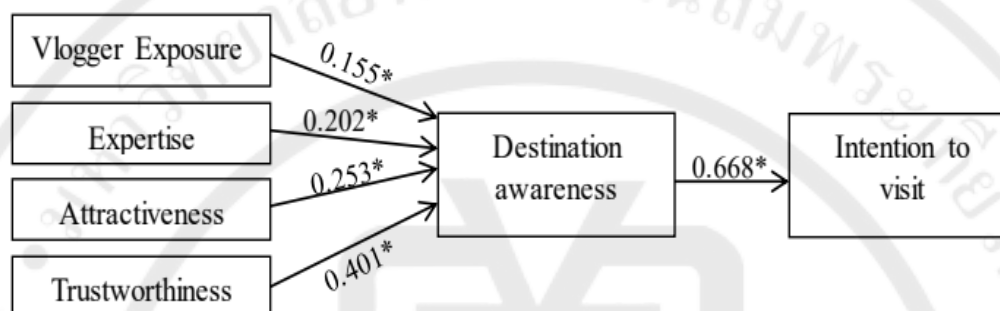 Vlogger Exposure
0.155*
Expertise
0.202*
Attractiveness
0.253*
Trustworthiness
0.401*
Destination
awareness
0.668*
Intention to
visit